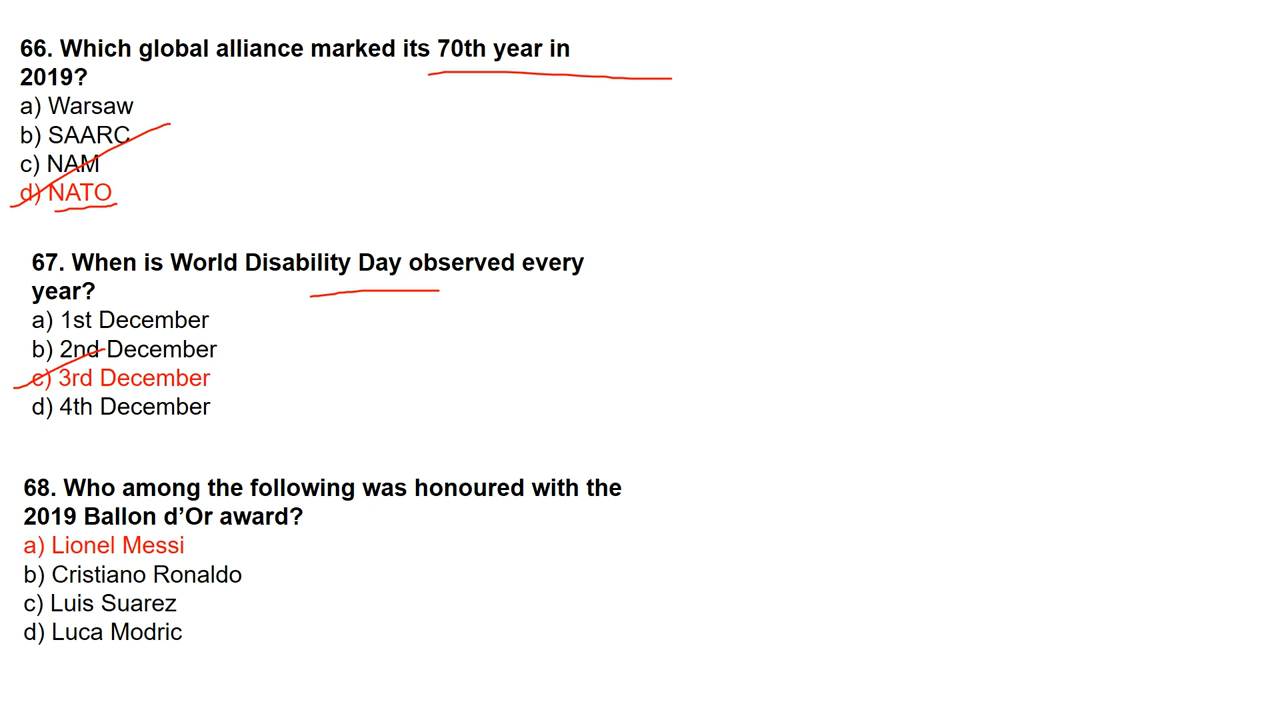 66. Which global alliance marked its 70th year in
2019?
a) Warsaw
b) SAARC
c) NAM
d) NATO
67. When is World Disability Day observed every
year?
a) 1st December
b) 2nd December
c) 3rd December
d) 4th December
68. Who among the following was honoured with the
2019 Ballon d’Or award?
a) Lionel Messi
b) Cristiano Ronaldo
c) Luis Suarez
d) Luca Modric